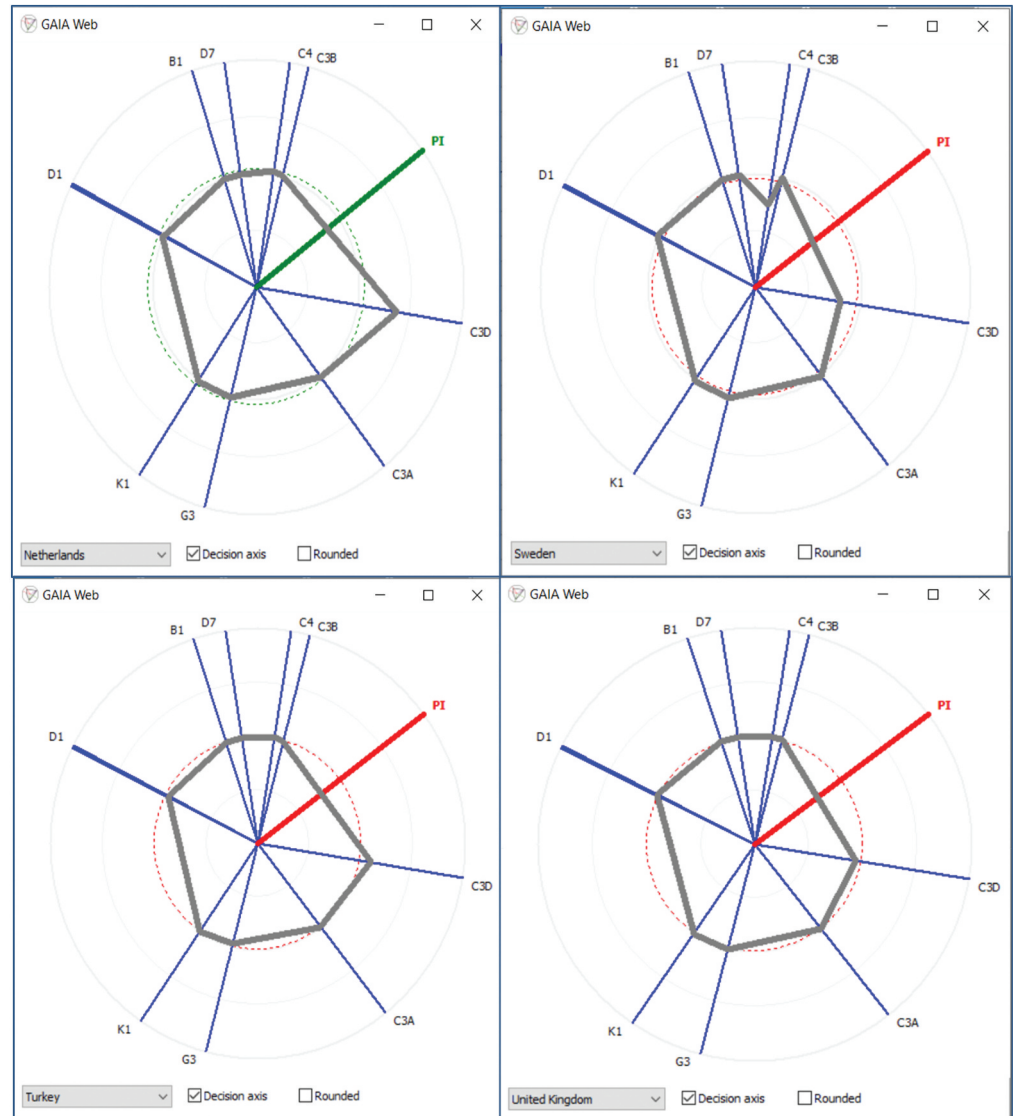 GAIA Web
B1 D7 C4 C3B
PI
D1
C3D
K1 C3A
G3
Netherlands Decision axis Rounded
GAIA Web
B1 D7 C4 C3B
PI
D1
C3D
K1 C3A
G3
Sweden Decision axis Rounded
GAIA Web
B1 D7 C4 C3B
PI
D1
C3D
K1 C3A
G3
Turkey Decision axis Rounded
GAIA Web
B1 D7 C4 C3B
PI
D1
C3D
K1 C3A
G3
United Kingdom Decision axis Rounded